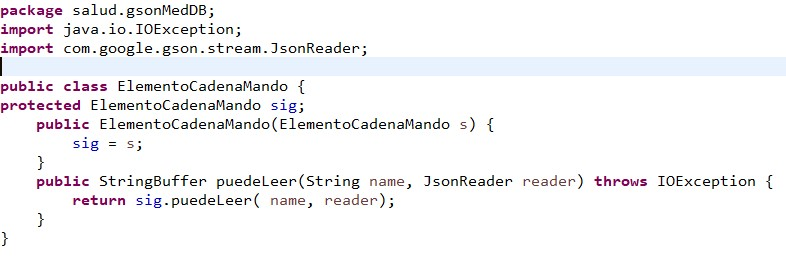 package salud.gsonMedDB;
import java.io.IOException;
import com.google.gson.stream.JsonReader;
public class ElementoCadenaMando {
protected ElementoCadenaMando sig;
public ElementoCadenaMando(ElementoCadenaMando s) {
sig = s;
}
public StringBuffer puedeLeer(String name, JsonReader reader) throws IOException {
return sig.puedeLeer( name, reader);
}
}